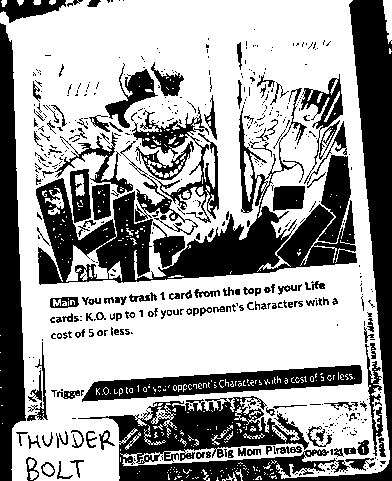 Main You may trash 1 card from the top of your Life
cards: K.O. up to 1 of your opponent's Characters with a
cost of 5 or less.
Trigger K.O. up to 1 of your opponent's Characters with a cost of 5 or less.
Four Emperors/Big Mom Pirates OP03-121
THUNDER
BOLT